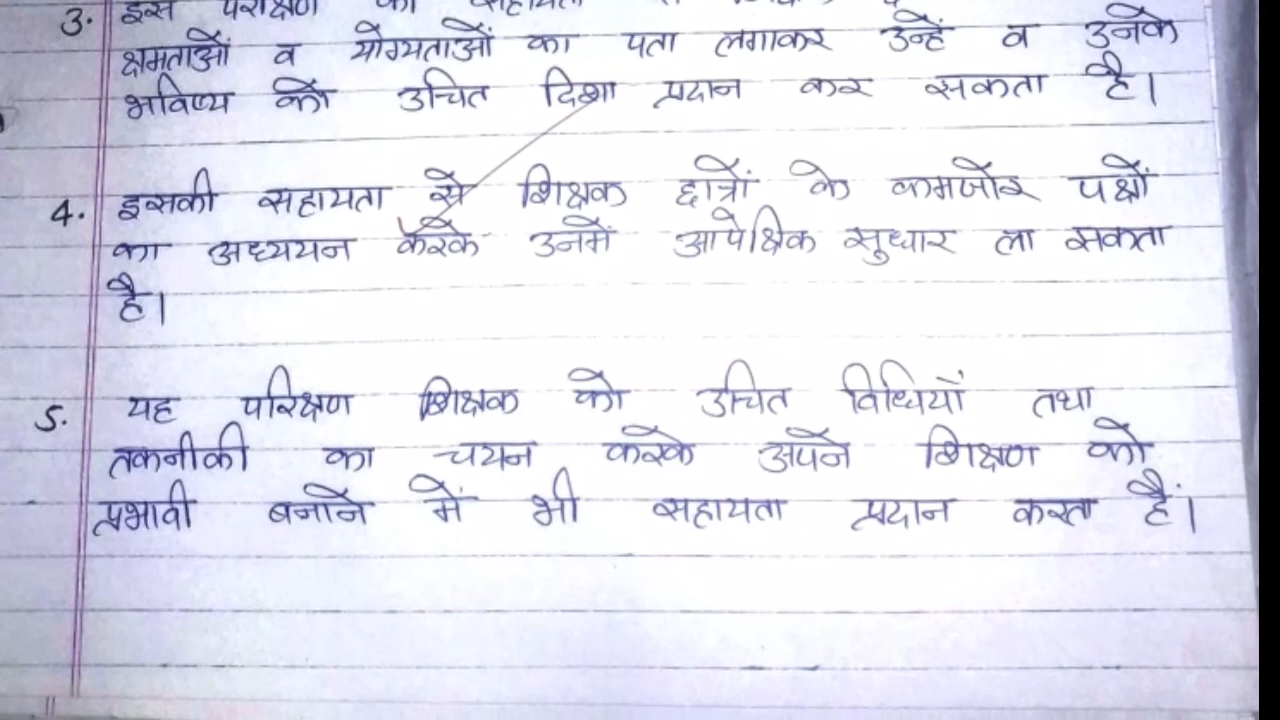 3. इस परीक्षण की सहायता से
क्षमताओं व योग्यताओं का पता लगाकर उन्हें व उनके
भविष्य को उचित दिशा प्रदान कर सकता है।
4. इसकी सहायता से शिक्षक छात्रों के कमजोर पक्षों
का अध्ययन करके उनमें आपेक्षिक सुधार ला सकता
है।
5. यह परिक्षण शिक्षक को उचित विधियों तथा
तकनीकी का चयन करके अपने शिक्षण को
प्रभावी बनाने में भी सहायता प्रदान करता है।